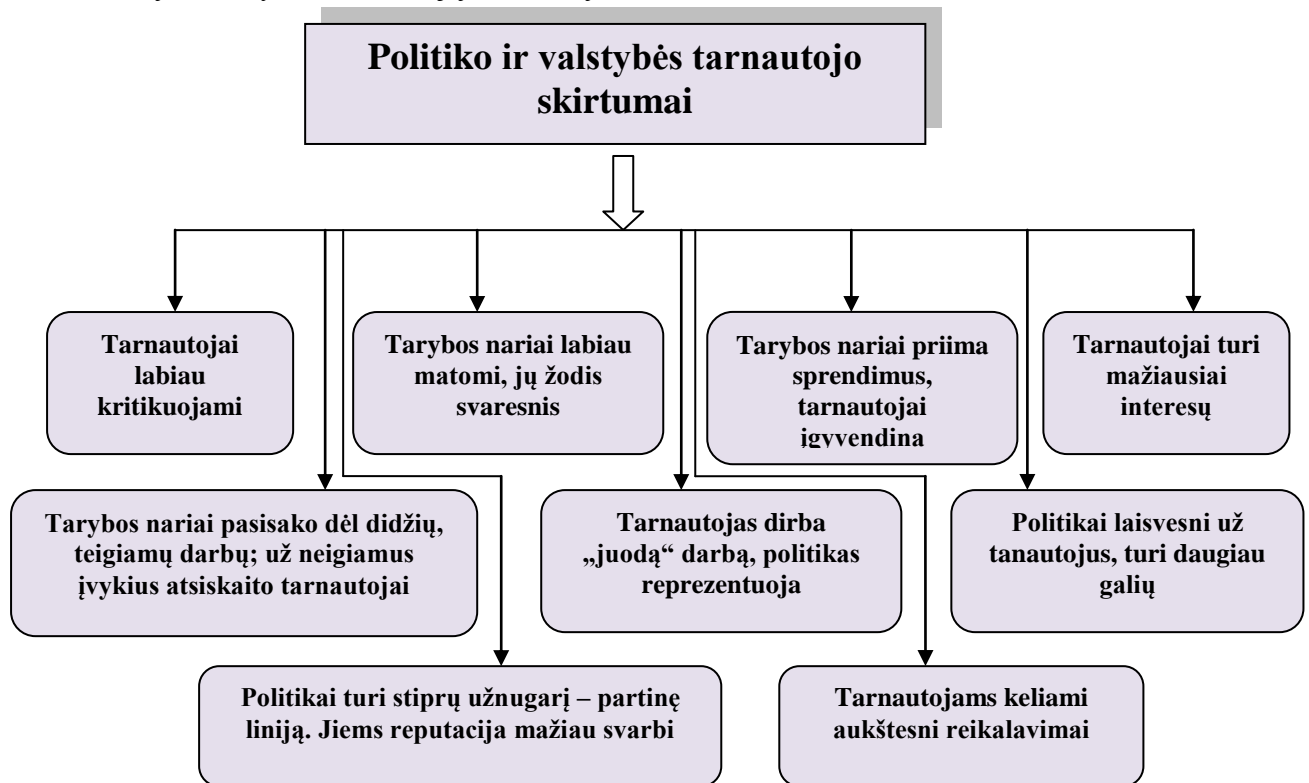 Politiko ir valstybės tarnautojo
skirtumai
Tarnautojai
labiau
kritikuojami
Tarybos nariai labiau
matomi, jų žodis
svaresnis
Tarybos nariai priima
sprendimus,
tarnautojai
įgyvendina
Tarnautojai turi
mažiausiai
interesų
Tarybos nariai pasisako dėl didžių,
teigiamų darbų; už neigiamus
įvykius atsiskaito tarnautojai
Tarnautojas dirba
„juodą“ darbą, politikas
reprezentuoja
Politikai laisvesni už
tanautojus, turi daugiau
galių
Politikai turi stiprų užnugarį – partinę
liniją. Jiems reputacija mažiau svarbi
Tarnautojams keliami
aukštesni reikalavimai